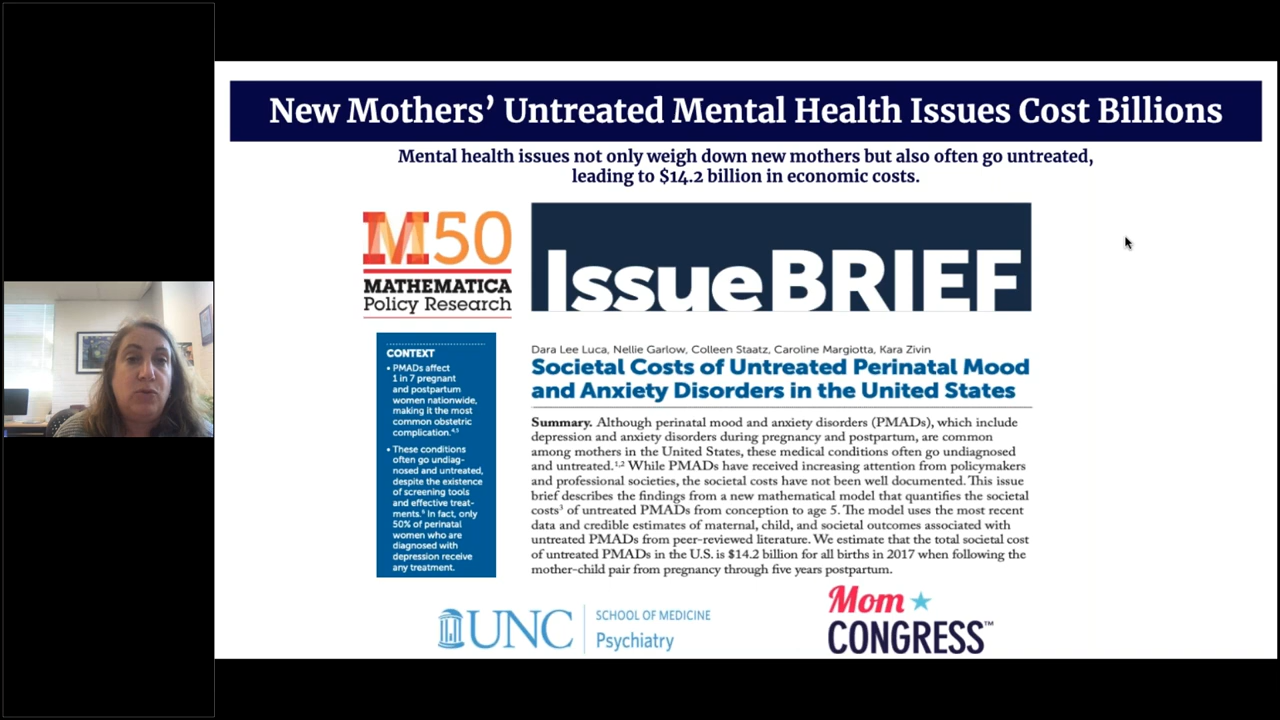 New Mothers’ Untreated Mental Health Issues Cost Billions
Mental health issues not only weigh down new mothers but also often go untreated,
leading to $14.2 billion in economic costs.
M50
MATHEMATICA
Policy Research
IssueBRIEF
CONTEXT
• PMADs affect
1 in 7 pregnant
and postpartum
women nationwide,
making it the most
common obstetric
complication.⁴,⁵
• These conditions
often go undiag-
nosed and untreated,
despite the existence
of screening tools
and effective treat-
ments.⁶ In fact, only
50% of perinatal
women who are
diagnosed with
depression receive
any treatment.
Dara Lee Luca, Nellie Garlow, Colleen Staatz, Caroline Margiotta, Kara Zivin
Societal Costs of Untreated Perinatal Mood
and Anxiety Disorders in the United States
Summary. Although perinatal mood and anxiety disorders (PMADs), which include
depression and anxiety disorders during pregnancy and postpartum, are common
among mothers in the United States, these medical conditions often go undiagnosed
and untreated.¹,² While PMADs have received increasing attention from policymakers
and professional societies, the societal costs have not been well documented. This issue
brief describes the findings from a new mathematical model that quantifies the societal
costs³ of untreated PMADs from conception to age 5. The model uses the most recent
data and credible estimates of maternal, child, and societal outcomes associated with
untreated PMADs from peer-reviewed literature. We estimate that the total societal cost
of untreated PMADs in the U.S. is $14.2 billion for all births in 2017 when following the
mother-child pair from pregnancy through five years postpartum.
UNC
SCHOOL OF MEDICINE
Psychiatry
Mom
CONGRESS™